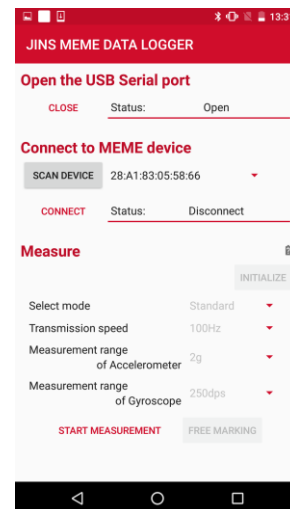 13:3
JINS MEME DATA LOGGER
Open the USB Serial port
CLOSE Status: Open
Connect to MEME device
SCAN DEVICE 28:A1:83:05:58:66
CONNECT Status: Disconnect
Measure
INITIALIZE
Select mode Standard
Transmission speed 100Hz
Measurement range
of Accelerometer 2g
Measurement range
of Gyroscope 250dps
START MEASUREMENT FREE MARKING